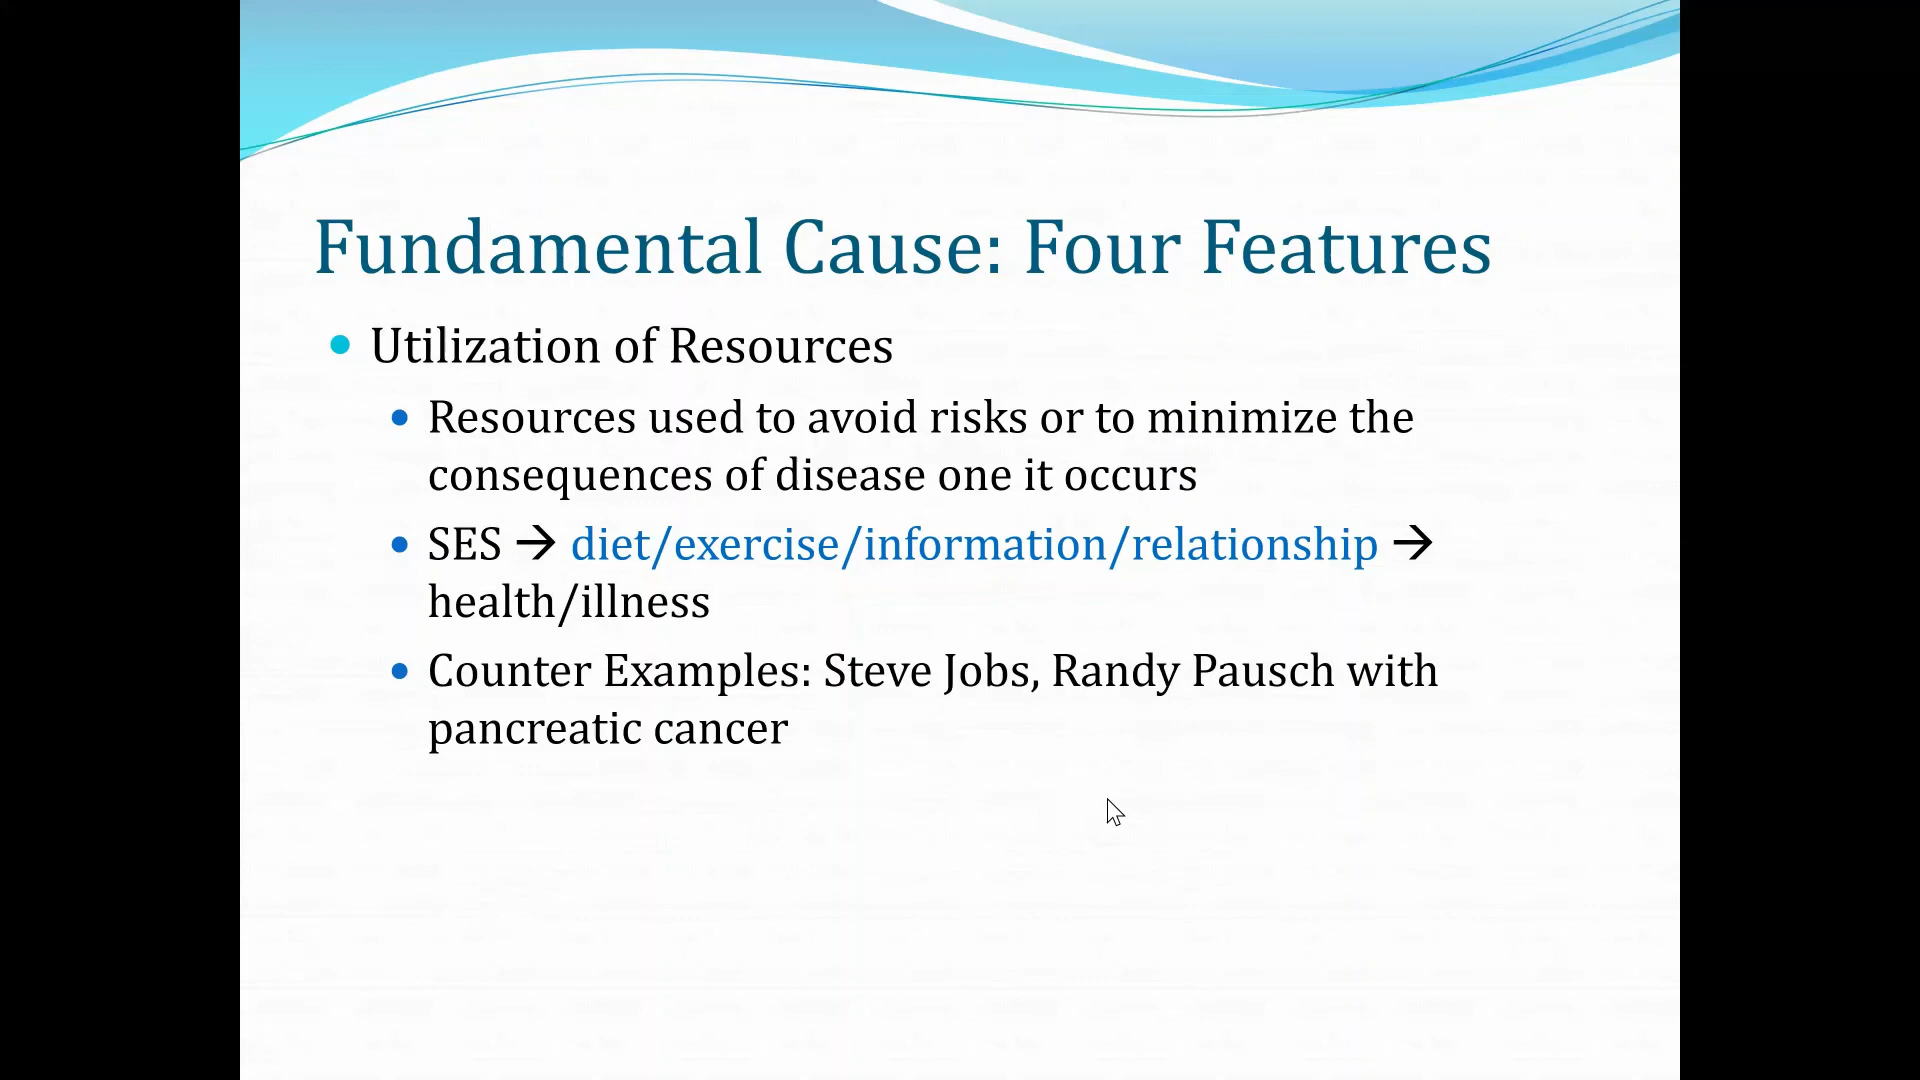 Fundamental Cause: Four Features
• Utilization of Resources
• Resources used to avoid risks or to minimize the
consequences of disease one it occurs
• SES → diet/exercise/information/relationship →
health/illness
• Counter Examples: Steve Jobs, Randy Pausch with
pancreatic cancer